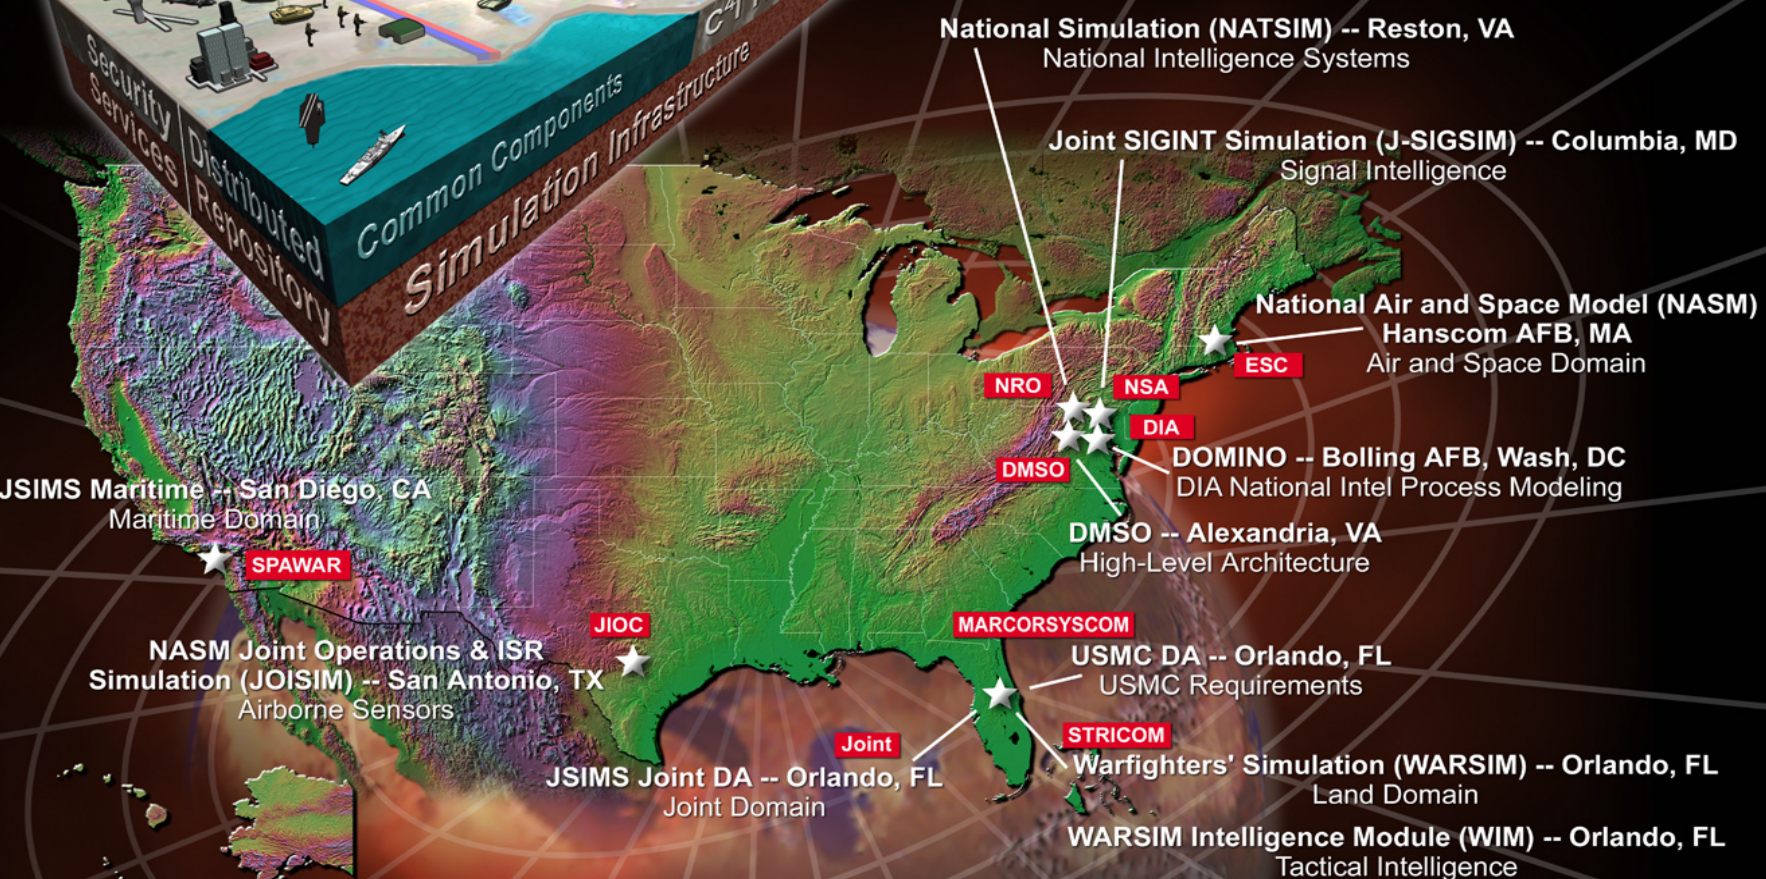 C4I
Security
Services
Distributed
Repository
Common Components
Simulation Infrastructure
National Simulation (NATSIM) -- Reston, VA
National Intelligence Systems
Joint SIGINT Simulation (J-SIGSIM) -- Columbia, MD
Signal Intelligence
National Air and Space Model (NASM)
Hanscom AFB, MA
Air and Space Domain
ESC
NRO
NSA
DIA
DMSO
DOMINO -- Bolling AFB, Wash, DC
DIA National Intel Process Modeling
JSIMS Maritime -- San Diego, CA
Maritime Domain
SPAWAR
DMSO -- Alexandria, VA
High-Level Architecture
JIOC
MARCORSYSCOM
NASM Joint Operations & ISR
Simulation (JOISIM) -- San Antonio, TX
Airborne Sensors
USMC DA -- Orlando, FL
USMC Requirements
Joint
JSIMS Joint DA -- Orlando, FL
Joint Domain
STRICOM
Warfighters' Simulation (WARSIM) -- Orlando, FL
Land Domain
WARSIM Intelligence Module (WIM) -- Orlando, FL
Tactical Intelligence